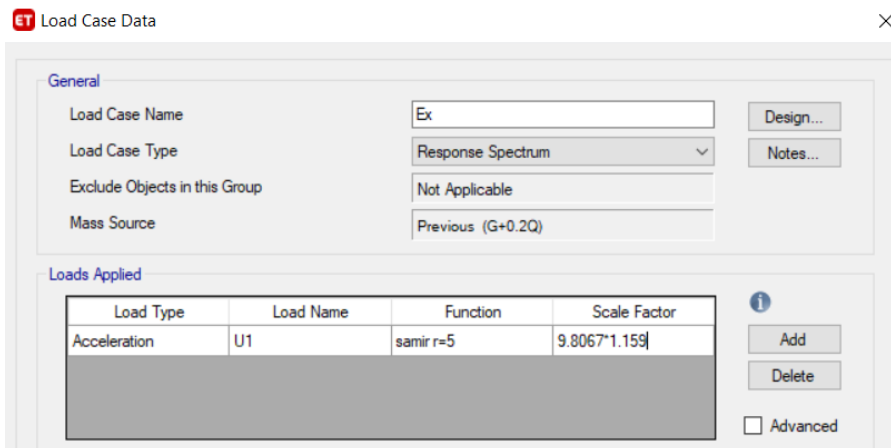 ET Load Case Data
General
Load Case Name Ex Design...
Load Case Type Response Spectrum Notes...
Exclude Objects in this Group Not Applicable
Mass Source Previous (G+0.2Q)
Loads Applied
Load Type Load Name Function Scale Factor
Acceleration U1 samir r=5 9.8067*1.159
Add
Delete
Advanced